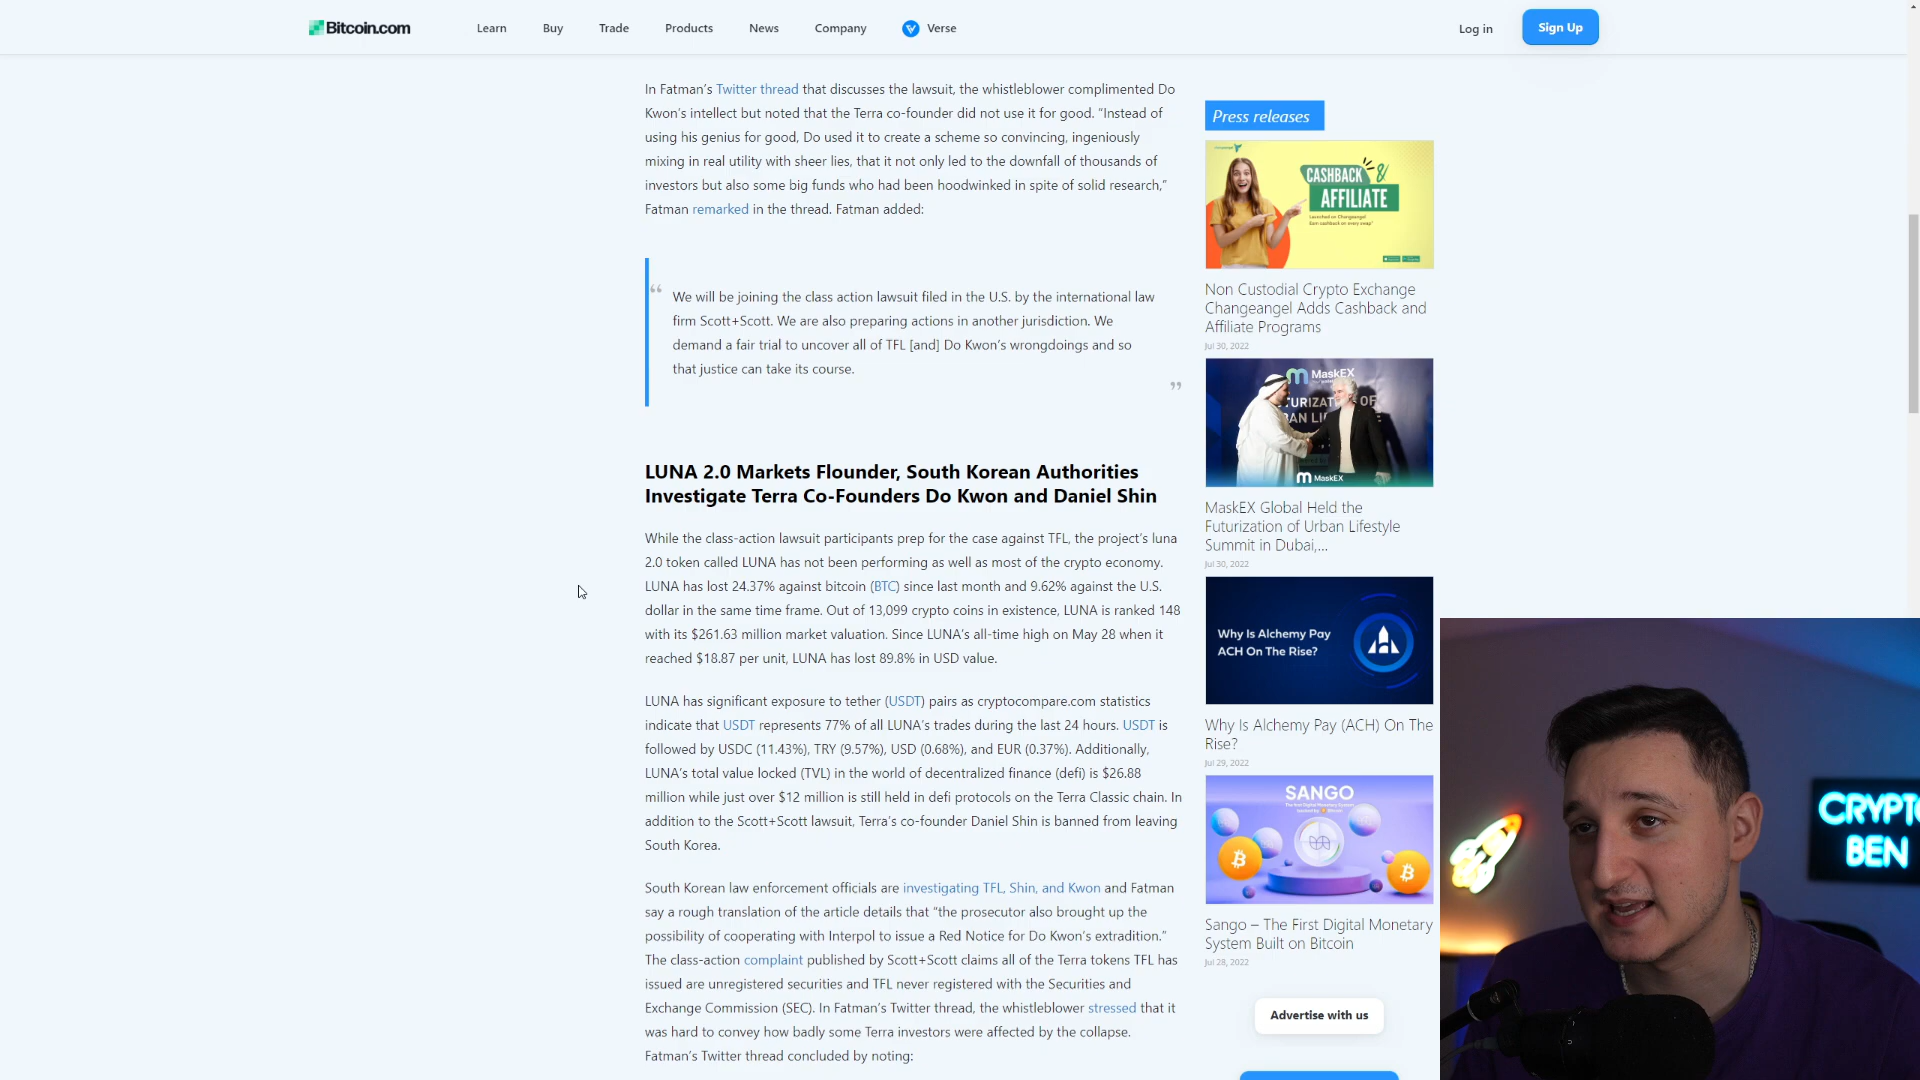 Bitcoin.com
Learn
Buy
Trade
Products
News
Company
Verse
Log in
Sign Up
In Fatman’s Twitter thread that discusses the lawsuit, the whistleblower complimented Do
Kwon’s intellect but noted that the Terra co-founder did not use it for good. “Instead of
using his genius for good, Do used it to create a scheme so convincing, ingeniously
mixing in real utility with sheer lies, that it not only led to the downfall of thousands of
investors but also some big funds who had been hoodwinked in spite of solid research,”
Fatman remarked in the thread. Fatman added:
“
We will be joining the class action lawsuit filed in the U.S. by the international law
firm Scott+Scott. We are also preparing actions in another jurisdiction. We
demand a fair trial to uncover all of TFL [and] Do Kwon’s wrongdoings and so
that justice can take its course.
”
LUNA 2.0 Markets Flounder, South Korean Authorities
Investigate Terra Co-Founders Do Kwon and Daniel Shin
While the class-action lawsuit participants prep for the case against TFL, the project’s luna
2.0 token called LUNA has not been performing as well as most of the crypto economy.
LUNA has lost 24.37% against bitcoin (BTC) since last month and 9.62% against the U.S.
dollar in the same time frame. Out of 13,099 crypto coins in existence, LUNA is ranked 148
with its $261.63 million market valuation. Since LUNA’s all-time high on May 28 when it
reached $18.87 per unit, LUNA has lost 89.8% in USD value.
LUNA has significant exposure to tether (USDT) pairs as cryptocompare.com statistics
indicate that USDT represents 77% of all LUNA’s trades during the last 24 hours. USDT is
followed by USDC (11.43%), TRY (9.57%), USD (0.68%), and EUR (0.37%). Additionally,
LUNA’s total value locked (TVL) in the world of decentralized finance (defi) is $26.88
million while just over $12 million is still held in defi protocols on the Terra Classic chain. In
addition to the Scott+Scott lawsuit, Terra’s co-founder Daniel Shin is banned from leaving
South Korea.
South Korean law enforcement officials are investigating TFL, Shin, and Kwon and Fatman
say a rough translation of the article details that “the prosecutor also brought up the
possibility of cooperating with Interpol to issue a Red Notice for Do Kwon’s extradition.”
The class-action complaint published by Scott+Scott claims all of the Terra tokens TFL has
issued are unregistered securities and TFL never registered with the Securities and
Exchange Commission (SEC). In Fatman’s Twitter thread, the whistleblower stressed that it
was hard to convey how badly some Terra investors were affected by the collapse.
Fatman’s Twitter thread concluded by noting:
Press releases
CASHBACK &
AFFILIATE
Launched on Changeangel
Earn cashback on every swap*
Non Custodial Crypto Exchange
Changeangel Adds Cashback and
Affiliate Programs
Jul 30, 2022
MaskEX
MaskEX
MaskEX Global Held the
Futurization of Urban Lifestyle
Summit in Dubai,...
Jul 30, 2022
Why Is Alchemy Pay
ACH On The Rise?
Why Is Alchemy Pay (ACH) On The
Rise?
Jul 29, 2022
SANGO
Sango – The First Digital Monetary
System Built on Bitcoin
Jul 28, 2022
Advertise with us
CRYPTO
BEN